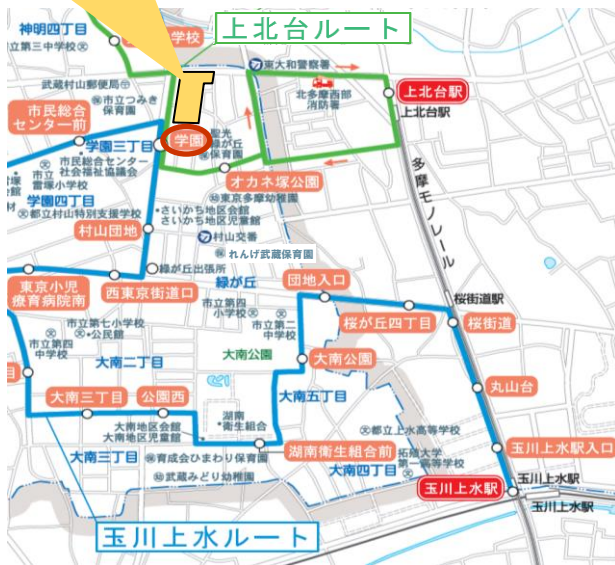 上北台ルート
神明四丁目
学校
市立第三中学校
東大和警察署
武蔵村山郵便局
市立つみき
保育園
北多摩西部
消防署
上北台駅
上北台駅
市民総合
センター前
学園三丁目
学園
聖光
緑が丘
保育園
市民総合センター
社会福祉協議会
オカネ塚公園
市立
雷塚小学校
学園四丁目
都立村山特別支援学校
東京多摩幼稚園
さいかち地区会館
さいかち地区児童館
多摩モノレール
村山団地
村山交番
れんげ武蔵保育園
緑が丘出張所
東京小児
療育病院南
西東京街道口
緑が丘
団地入口
桜街道駅
市立第四
小学校
市立第二
中学校
桜が丘四丁目
桜街道
市立第七小学校
公民館
市立第四
中学校
大南二丁目
大南公園
大南公園
目
丸山台
大南三丁目
公園西
大南五丁目
大南地区会館
大南地区児童館
湖南
衛生組合
都立上水高等学校
大南三丁目
育成会ひまわり保育園
湖南衛生組合前
拓殖大学
第一高等学校
玉川上水駅入口
武蔵みどり幼稚園
大南四丁目
玉川上水駅
玉川上水駅
玉川上水駅
玉川上水ルート